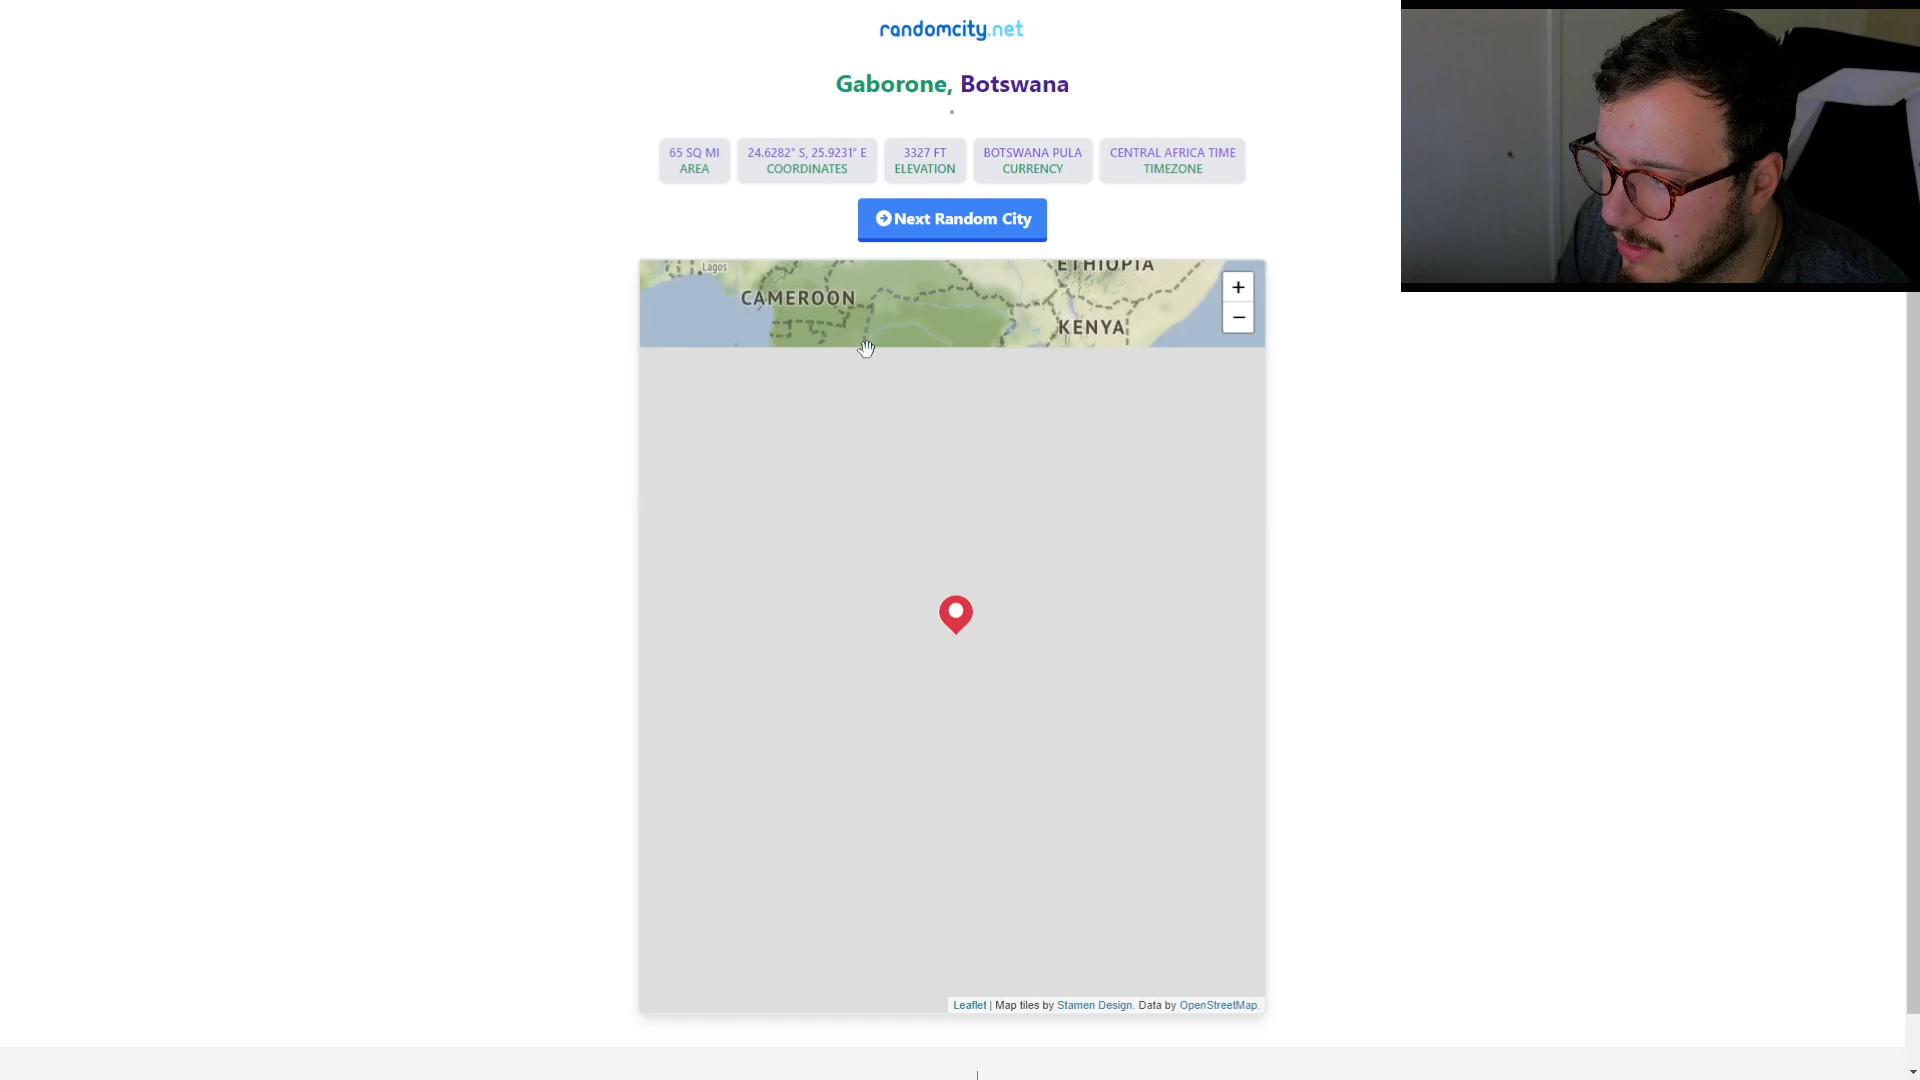 randomcity.net
Gaborone, Botswana
65 SQ MI
AREA
24.6282° S, 25.9231° E
COORDINATES
3327 FT
ELEVATION
BOTSWANA PULA
CURRENCY
CENTRAL AFRICA TIME
TIMEZONE
Next Random City
Lagos
ETHIOPIA
CAMEROON
KENYA
+
−
Leaflet | Map tiles by Stamen Design. Data by OpenStreetMap.